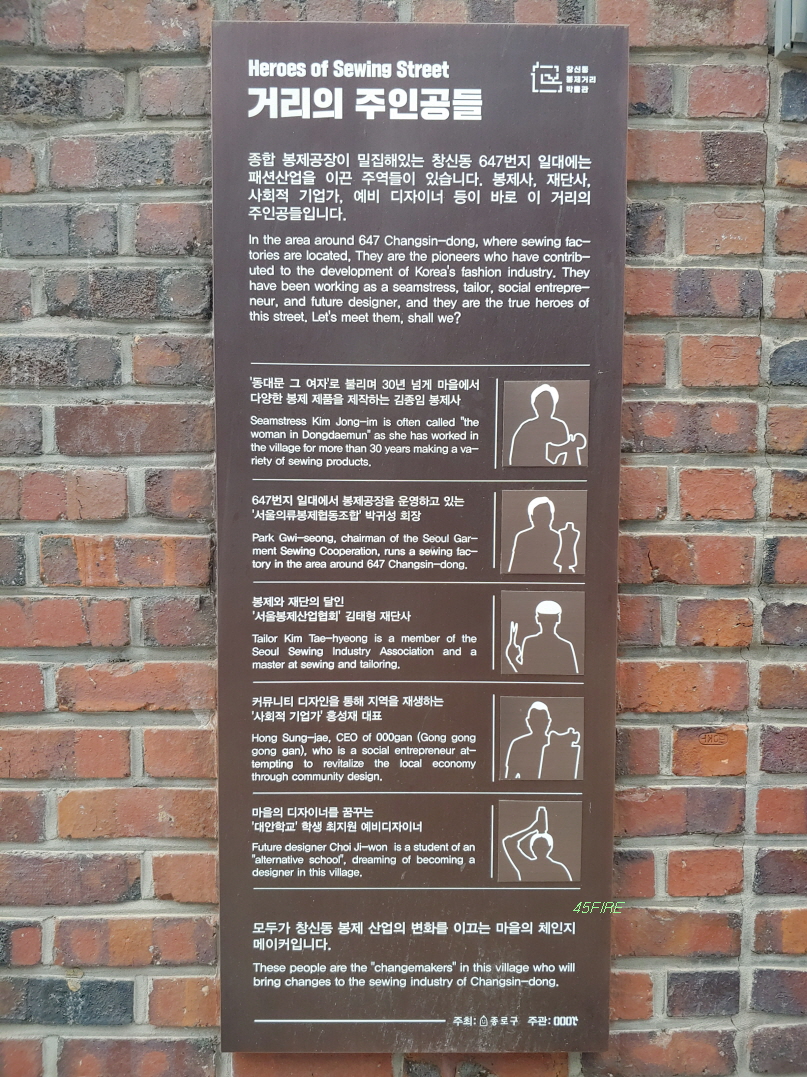 Heroes of Sewing Street
거리의 주인공들
창신동
봉제거리
박물관
종합 봉제공장이 밀집해있는 창신동 647번지 일대에는
패션산업을 이끈 주역들이 있습니다. 봉제사, 재단사,
사회적 기업가, 예비 디자이너 등이 바로 이 거리의
주인공들입니다.
In the area around 647 Changsin-dong, where sewing fac-
tories are located, They are the pioneers who have contrib-
uted to the development of Korea's fashion industry. They
have been working as a seamstress, tailor, social entrepre-
neur, and future designer, and they are the true heroes of
this street. Let's meet them, shall we?
'동대문 그 여자'로 불리며 30년 넘게 마을에서
다양한 봉제 제품을 제작하는 김종임 봉제사
Seamstress Kim Jong-im is often called "the
woman in Dongdaemun" as she has worked in
the village for more than 30 years making a va-
riety of sewing products.
647번지 일대에서 봉제공장을 운영하고 있는
'서울의류봉제협동조합' 박귀성 회장
Park Gwi-seong, chairman of the Seoul Gar-
ment Sewing Cooperation, runs a sewing fac-
tory in the area around 647 Changsin-dong.
봉제와 재단의 달인
'서울봉제산업협회' 김태형 재단사
Tailor Kim Tae-hyeong is a member of the
Seoul Sewing Industry Association and a
master at sewing and tailoring.
커뮤니티 디자인을 통해 지역을 재생하는
'사회적 기업가' 홍성재 대표
Hong Sung-jae, CEO of 000gan (Gong gong
gong gan), who is a social entrepreneur at-
tempting to revitalize the local economy
through community design.
마을의 디자이너를 꿈꾸는
'대안학교' 학생 최지원 예비디자이너
Future designer Choi Ji-won is a student of an
"alternative school", dreaming of becoming a
designer in this village.
45FIRE
모두가 창신동 봉제 산업의 변화를 이끄는 마을의 체인지
메이커입니다.
These people are the "changemakers" in this village who will
bring changes to the sewing industry of Changsin-dong.
주최: 종로구 주관: 000간